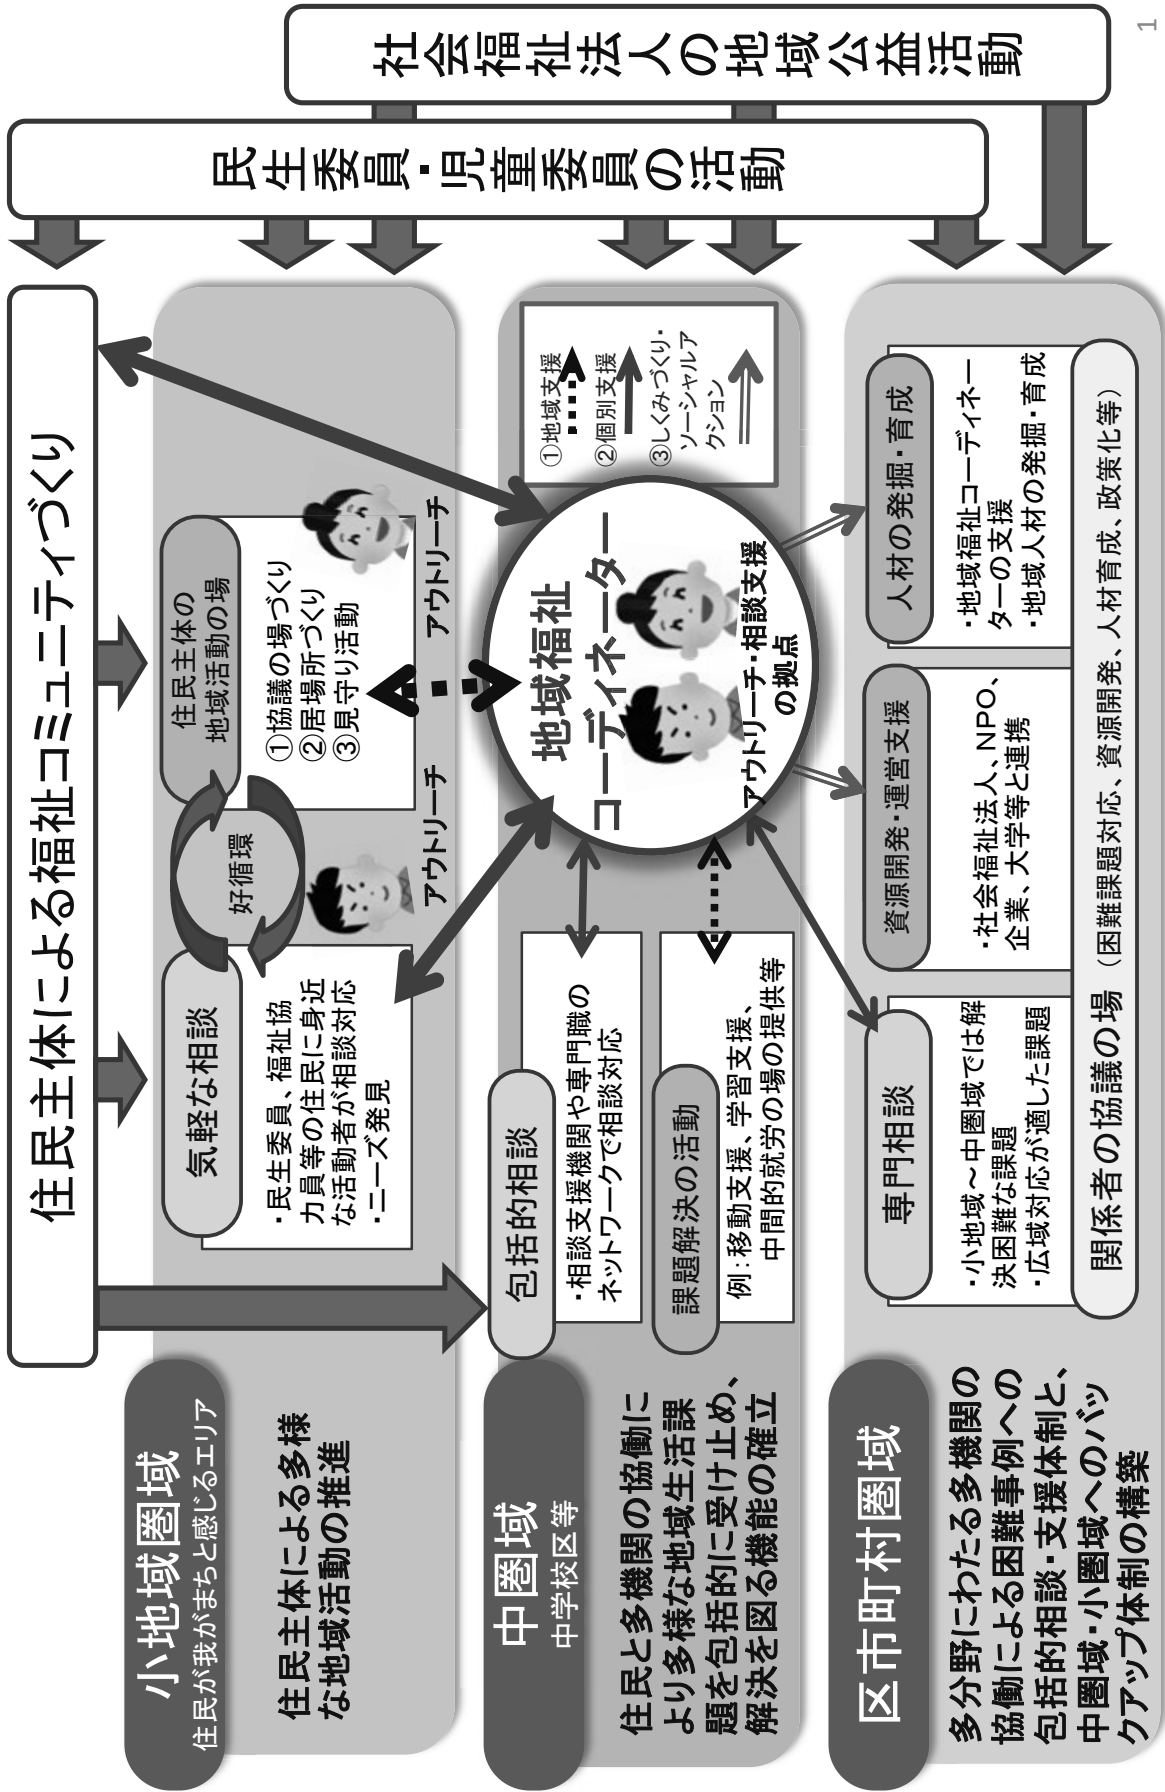 住民主体による福祉コミュニティづくり
民生委員・児童委員の活動
社会福祉法人の地域公益活動
小地域圏域
住民が我がまちと感じるエリア
住民主体による多様
な地域活動の推進
気軽な相談
・民生委員、福祉協
力員等の住民に身近
な活動者が相談対応
・ニーズ発見
好循環
住民主体の
地域活動の場
①協議の場づくり
②居場所づくり
③見守り活動
アウトリーチ
アウトリーチ
中圏域
中学校区等
住民と多機関の協働に
より多様な地域生活課
題を包括的に受け止め、
解決を図る機能の確立
包括的相談
・相談支援機関や専門職の
ネットワークで相談対応
課題解決の活動
例:移動支援、学習支援、
中間的就労の場の提供等
地域福祉
コーディネーター
アウトリーチ・相談支援
の拠点
①地域支援
②個別支援
③しくみづくり・
ソーシャルア
クション
区市町村圏域
多分野にわたる多機関の
協働による困難事例への
包括的相談・支援体制と、
中圏域・小圏域へのバッ
クアップ体制の構築
専門相談
・小地域～中圏域では解
決困難な課題
・広域対応が適した課題
資源開発・運営支援
・社会福祉法人、NPO、
企業、大学等と連携
人材の発掘・育成
・地域福祉コーディネー
ターの支援
・地域人材の発掘・育成
関係者の協議の場（困難課題対応、資源開発、人材育成、政策化等）
1